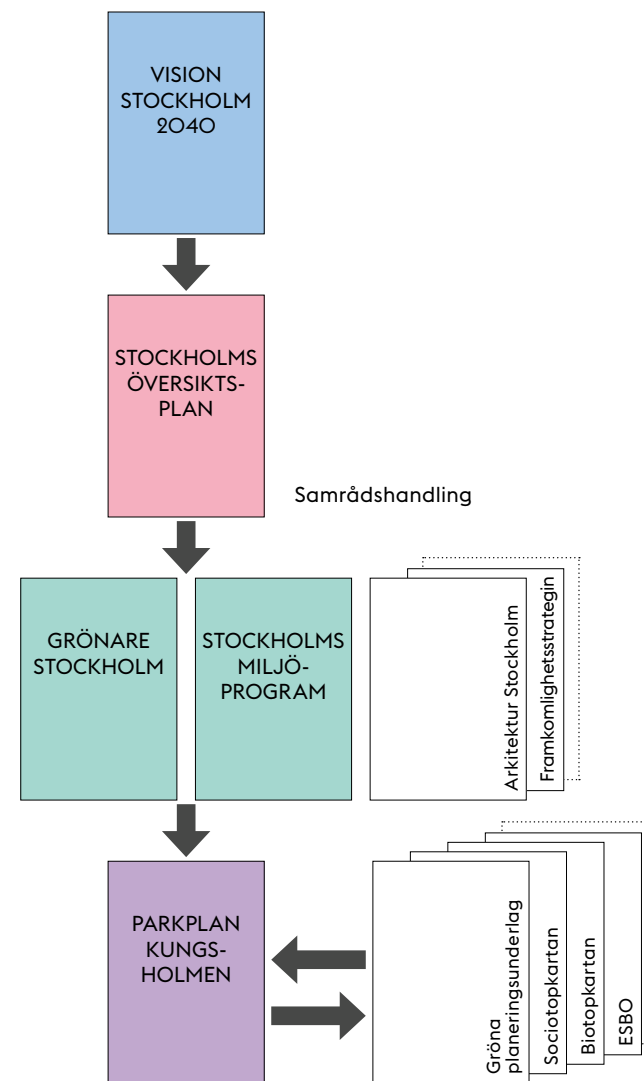 VISION
STOCKHOLM
2040
STOCKHOLMS
ÖVERSIKTS-
PLAN
Samrådshandling
GRÖNARE
STOCKHOLM
STOCKHOLMS
MILJÖ-
PROGRAM
Arkitektur Stockholm
Framkomlighetsstrategin
PARKPLAN
KUNGS-
HOLMEN
Gröna
planeringsunderlag
Sociotopkartan
Biotopkartan
ESBO